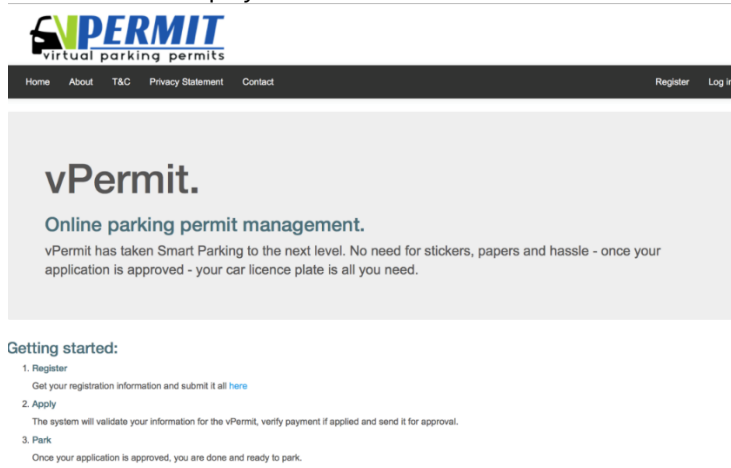 VPERMIT
virtual parking permits
Home About T&C Privacy Statement Contact Register Log in
vPermit.
Online parking permit management.
vPermit has taken Smart Parking to the next level. No need for stickers, papers and hassle - once your
application is approved - your car licence plate is all you need.
Getting started:
1. Register
Get your registration information and submit it all here
2. Apply
The system will validate your information for the vPermit, verify payment if applied and send it for approval.
3. Park
Once your application is approved, you are done and ready to park.